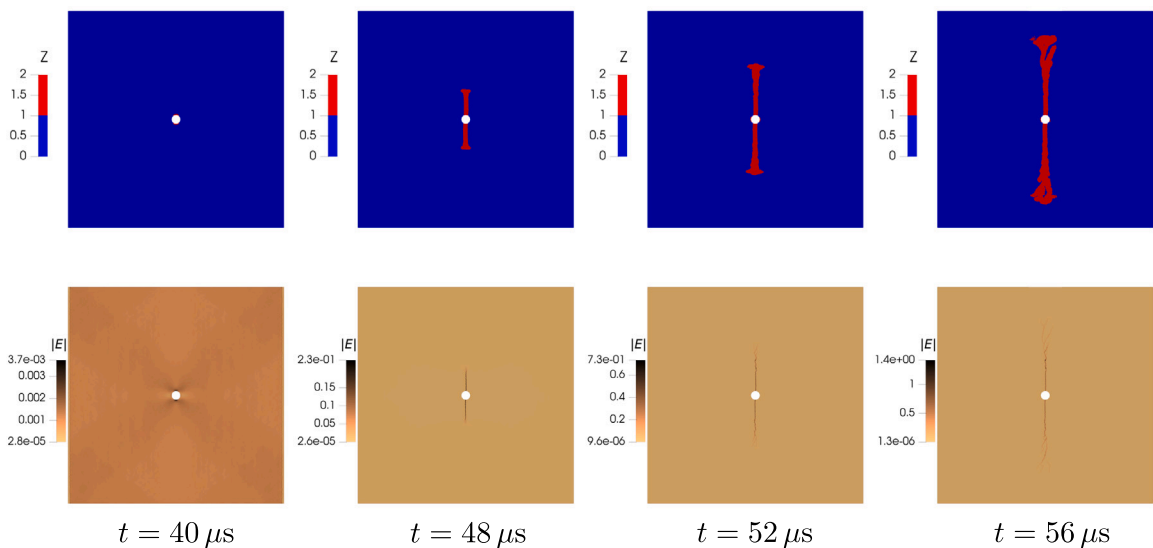 Z
2
1.5
1
0.5
0
Z
2
1.5
1
0.5
0
Z
2
1.5
1
0.5
0
Z
2
1.5
1
0.5
0
|E|
3.7e-03
0.003
0.002
0.001
2.8e-05
|E|
2.3e-01
0.15
0.1
0.05
2.6e-05
|E|
7.3e-01
0.6
0.4
0.2
9.6e-06
|E|
1.4e+00
1
0.5
1.3e-06
t = 40 μs
t = 48 μs
t = 52 μs
t = 56 μs